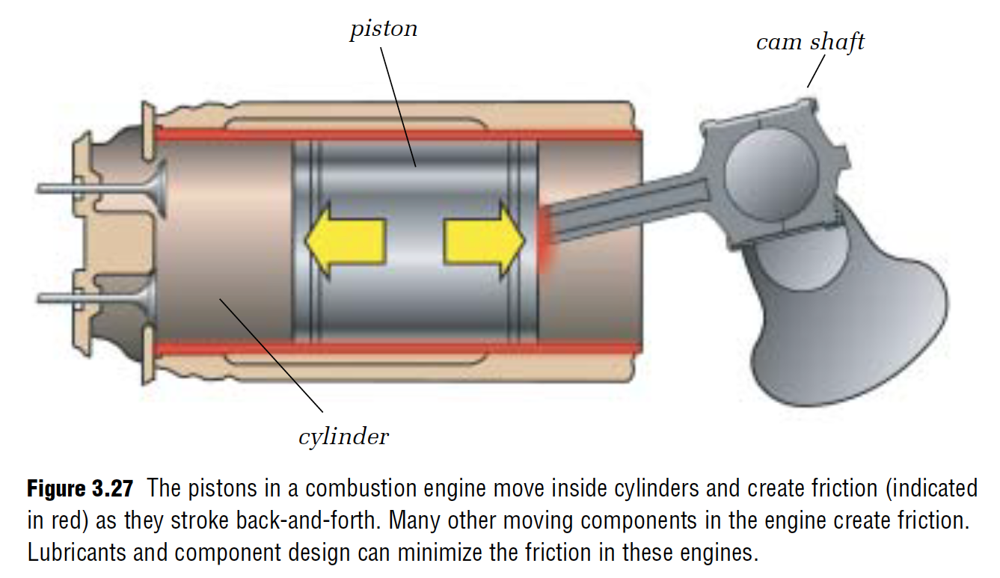 piston
cam shaft
cylinder
Figure 3.27 The pistons in a combustion engine move inside cylinders and create friction (indicated
in red) as they stroke back-and-forth. Many other moving components in the engine create friction.
Lubricants and component design can minimize the friction in these engines.